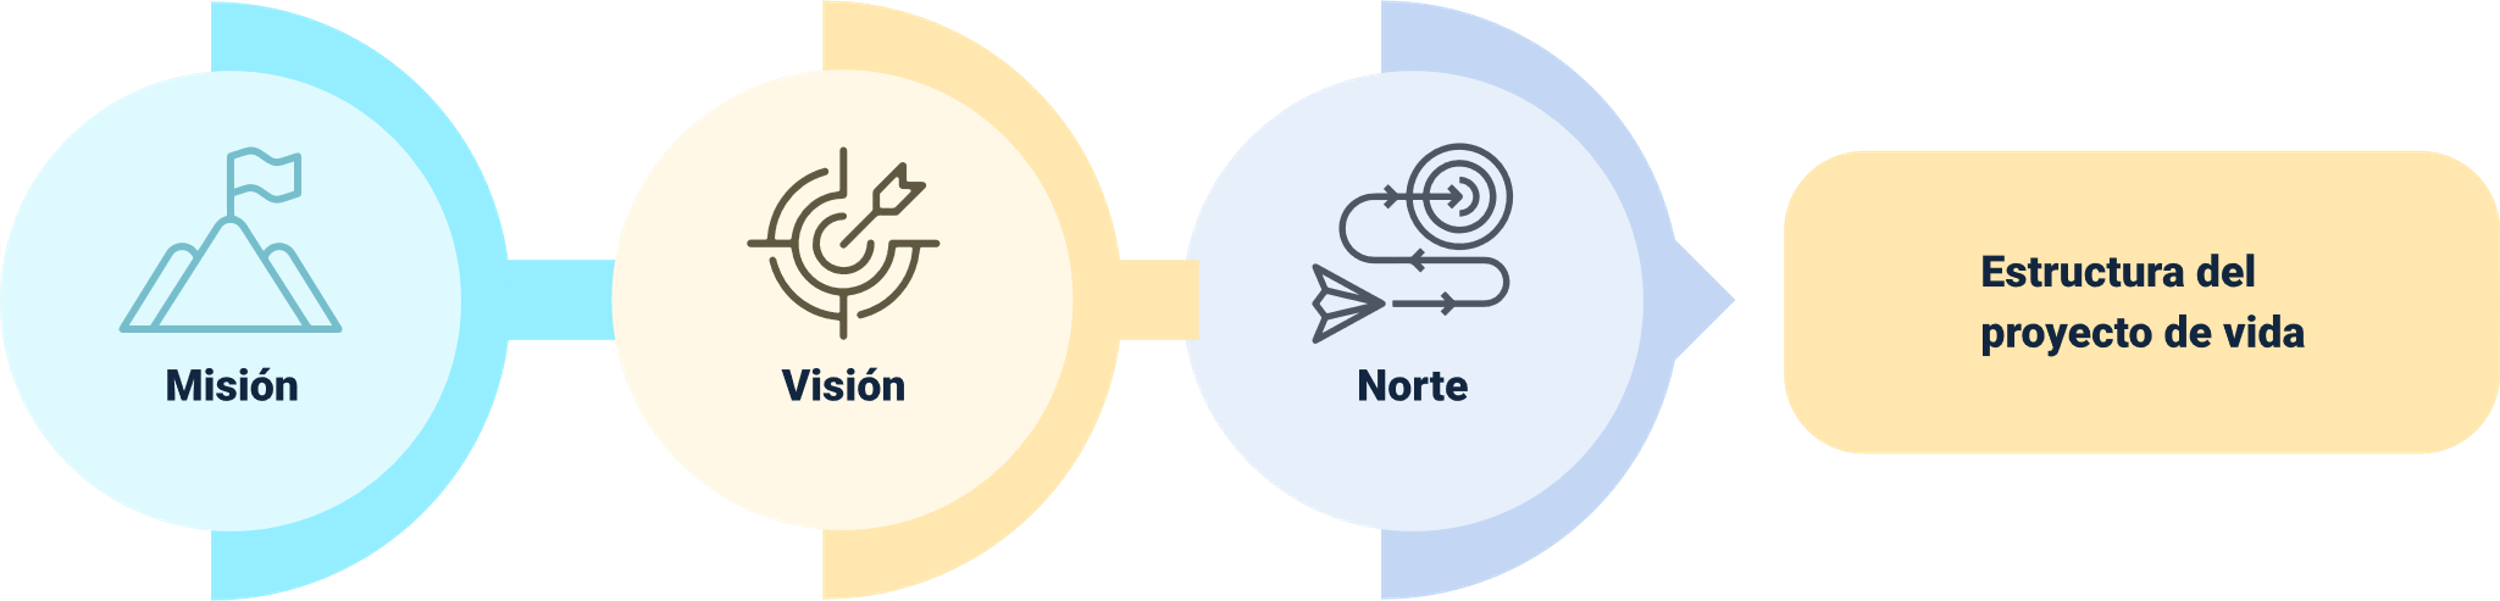 Misión
Visión
Norte
Estructura del
proyecto de vida